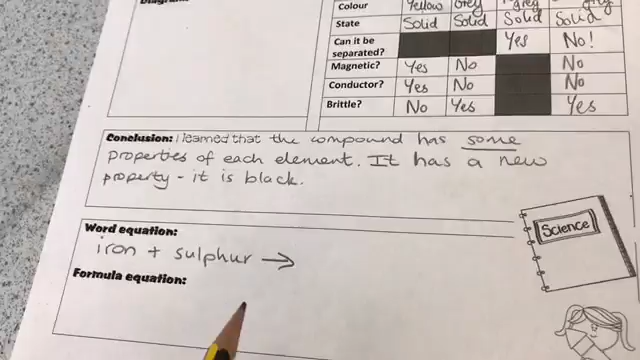 Diagram:
Colour Yellow Grey grey
State Solid Solid Solid Solid
Can it be separated? Yes No!
Magnetic? Yes No No
Conductor? Yes No No
Brittle? No Yes Yes
Conclusion: I learned that the compound has some
properties of each element. It has a new
property - it is black.
Word equation:
iron + sulphur →
Formula equation:
Science